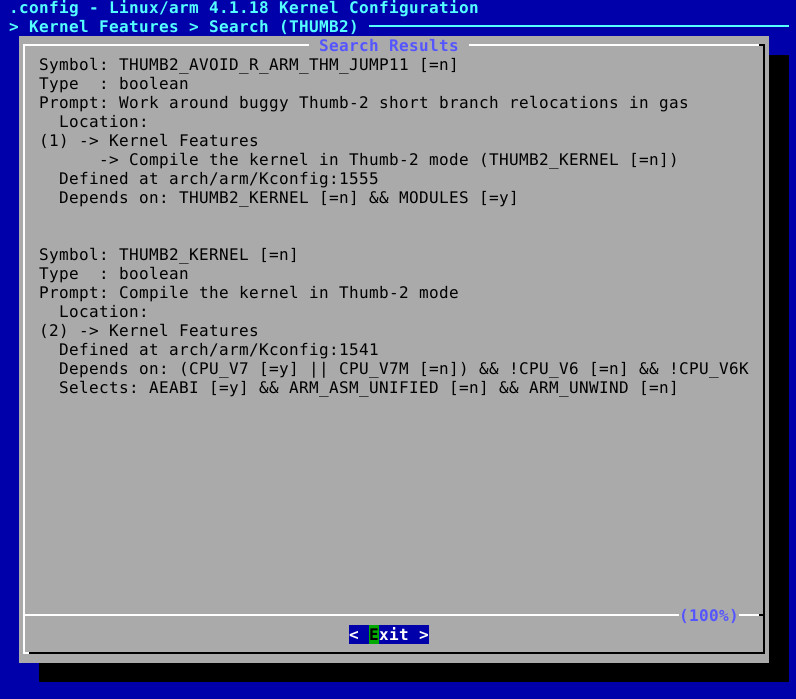 .config - Linux/arm 4.1.18 Kernel Configuration
> Kernel Features > Search (THUMB2)
Search Results
Symbol: THUMB2_AVOID_R_ARM_THM_JUMP11 [=n]
Type  : boolean
Prompt: Work around buggy Thumb-2 short branch relocations in gas
  Location:
(1) -> Kernel Features
      -> Compile the kernel in Thumb-2 mode (THUMB2_KERNEL [=n])
  Defined at arch/arm/Kconfig:1555
  Depends on: THUMB2_KERNEL [=n] && MODULES [=y]
Symbol: THUMB2_KERNEL [=n]
Type  : boolean
Prompt: Compile the kernel in Thumb-2 mode
  Location:
(2) -> Kernel Features
  Defined at arch/arm/Kconfig:1541
  Depends on: (CPU_V7 [=y] || CPU_V7M [=n]) && !CPU_V6 [=n] && !CPU_V6K
  Selects: AEABI [=y] && ARM_ASM_UNIFIED [=n] && ARM_UNWIND [=n]
(100%)
< Exit >